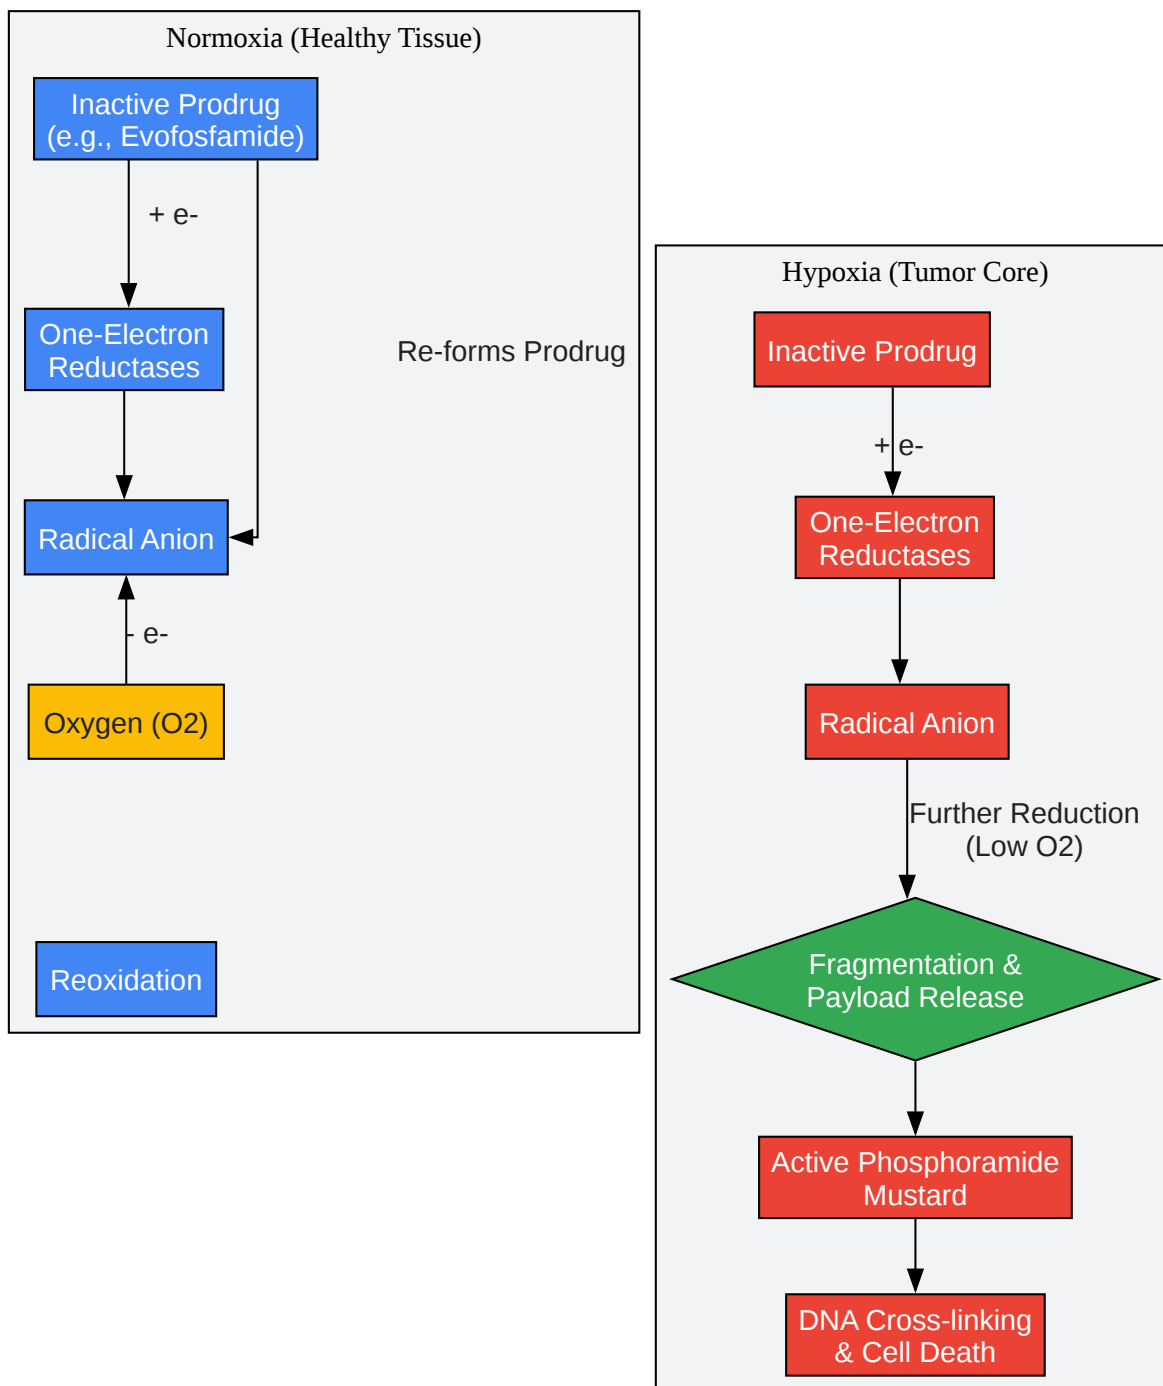 Normoxia (Healthy Tissue)
Inactive Prodrug
(e.g., Evofosfamide)
+ e-
One-Electron
Reductases
Re-forms Prodrug
Radical Anion
- e-
Oxygen (O2)
Reoxidation
Hypoxia (Tumor Core)
Inactive Prodrug
+ e-
One-Electron
Reductases
Radical Anion
Further Reduction
(Low O2)
Fragmentation &
Payload Release
Active Phosphoramide
Mustard
DNA Cross-linking
& Cell Death